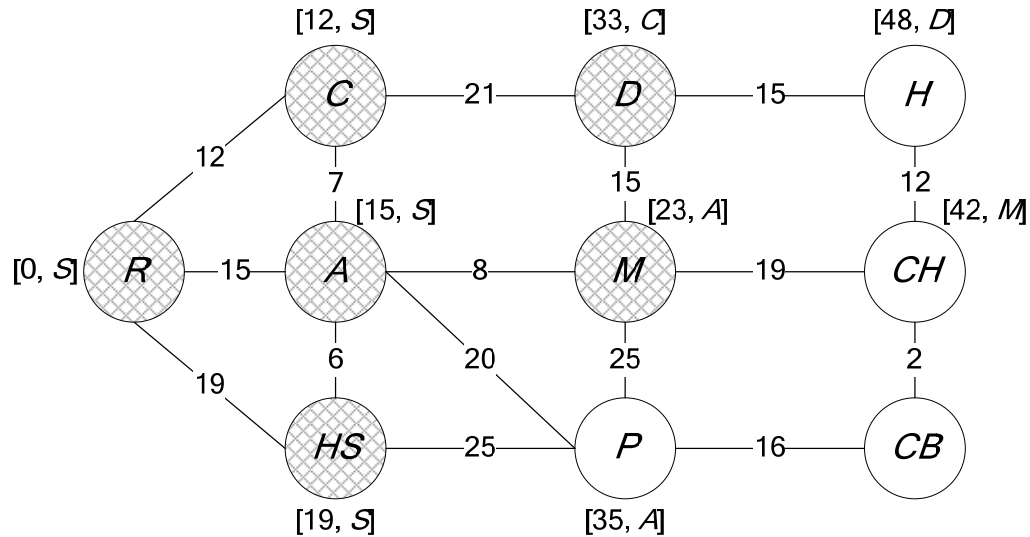 [12, S] [33, C] [48, D]
C 21 D 15 H
12 7 15 12
[15, S] [23, A] [42, M]
[0, S] R 15 A 8 M 19 CH
19 6 20 25 2
HS 25 P 16 CB
[19, S] [35, A]